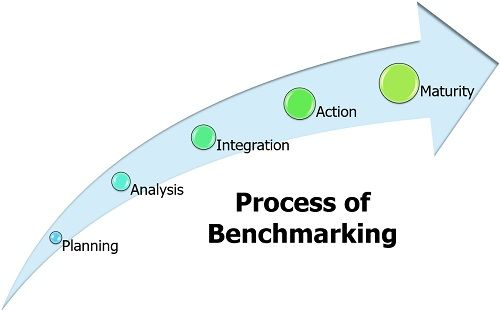 Maturity
Action
Integration
Analysis
Planning
Process of
Benchmarking